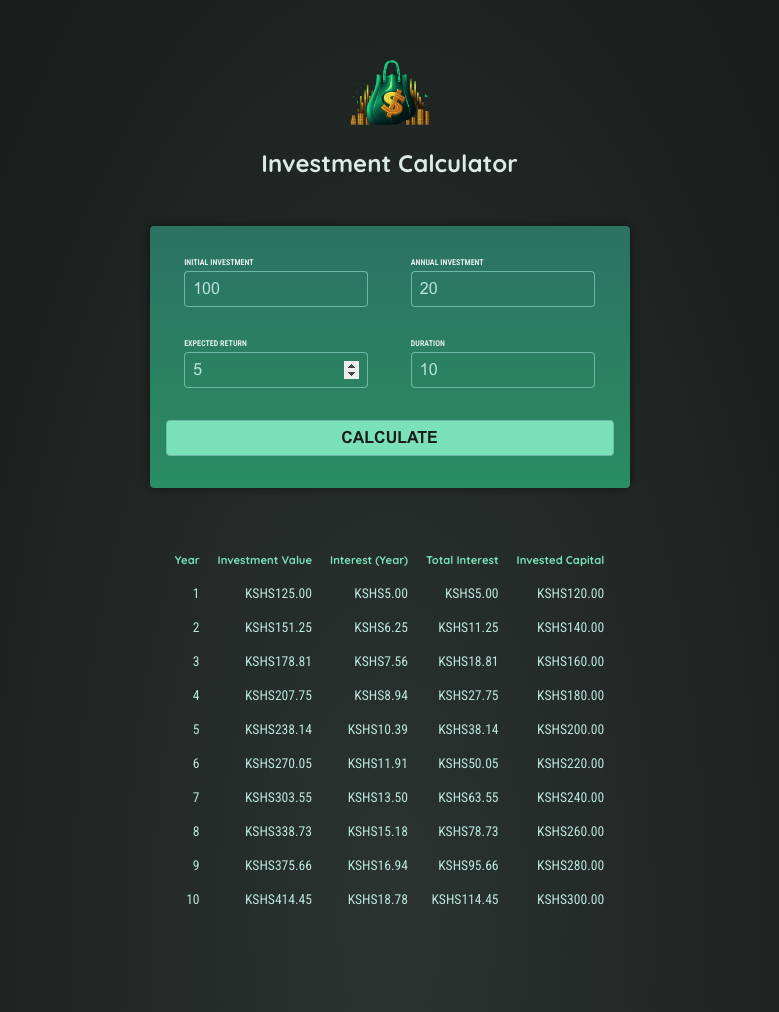 $
Investment Calculator
INITIAL INVESTMENT ANNUAL INVESTMENT
100 20
EXPECTED RETURN DURATION
5 10
CALCULATE
Year Investment Value Interest (Year) Total Interest Invested Capital
1 KSHS125.00 KSHS5.00 KSHS5.00 KSHS120.00
2 KSHS151.25 KSHS6.25 KSHS11.25 KSHS140.00
3 KSHS178.81 KSHS7.56 KSHS18.81 KSHS160.00
4 KSHS207.75 KSHS8.94 KSHS27.75 KSHS180.00
5 KSHS238.14 KSHS10.39 KSHS38.14 KSHS200.00
6 KSHS270.05 KSHS11.91 KSHS50.05 KSHS220.00
7 KSHS303.55 KSHS13.50 KSHS63.55 KSHS240.00
8 KSHS338.73 KSHS15.18 KSHS78.73 KSHS260.00
9 KSHS375.66 KSHS16.94 KSHS95.66 KSHS280.00
10 KSHS414.45 KSHS18.78 KSHS114.45 KSHS300.00